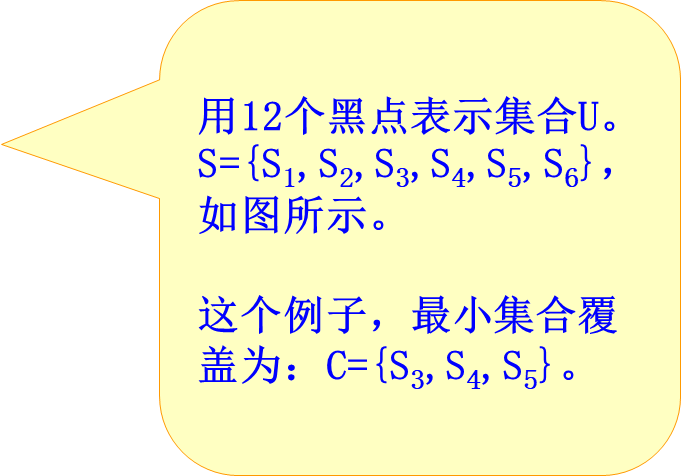 用12个黑点表示集合U。
S={S₁,S₂,S₃,S₄,S₅,S₆},
如图所示。
这个例子，最小集合覆
盖为：C={S₃,S₄,S₅}。